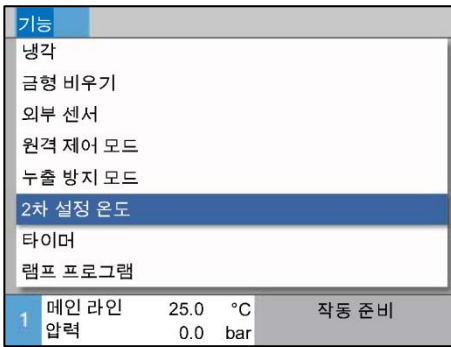 기능
냉각
금형 비우기
외부 센서
원격 제어 모드
누출 방지 모드
2차 설정 온도
타이머
램프 프로그램
1 메인 라인 25.0 °C 작동 준비
압력 0.0 bar